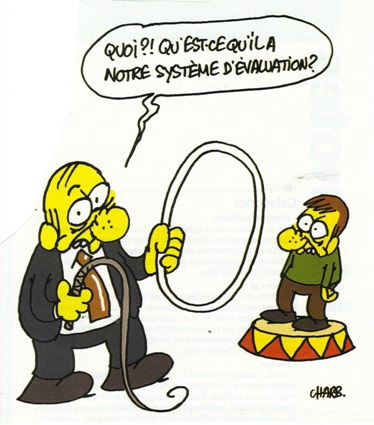 QUOI?! QU'EST-CE QU'IL A
NOTRE SYSTÈME D'ÉVALUATION?
CHARB.